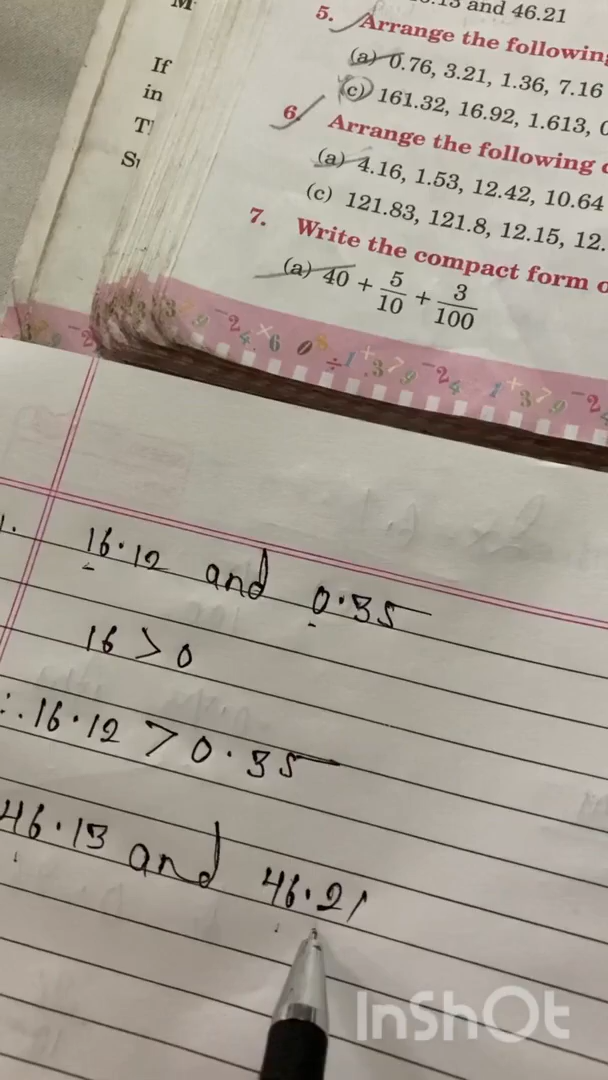 M
.13 and 46.21
5. Arrange the following
(a) 0.76, 3.21, 1.36, 7.16
(c) 161.32, 16.92, 1.613, 0
6. Arrange the following
(a) 4.16, 1.53, 12.42, 10.64
(c) 121.83, 121.8, 12.15, 12.
7. Write the compact form o
(a) 40 + 5/10 + 3/100
If
in
16.12 and 0.35
16 > 0
∴ 16.12 > 0.35
46.13 and 46.21
InShOt